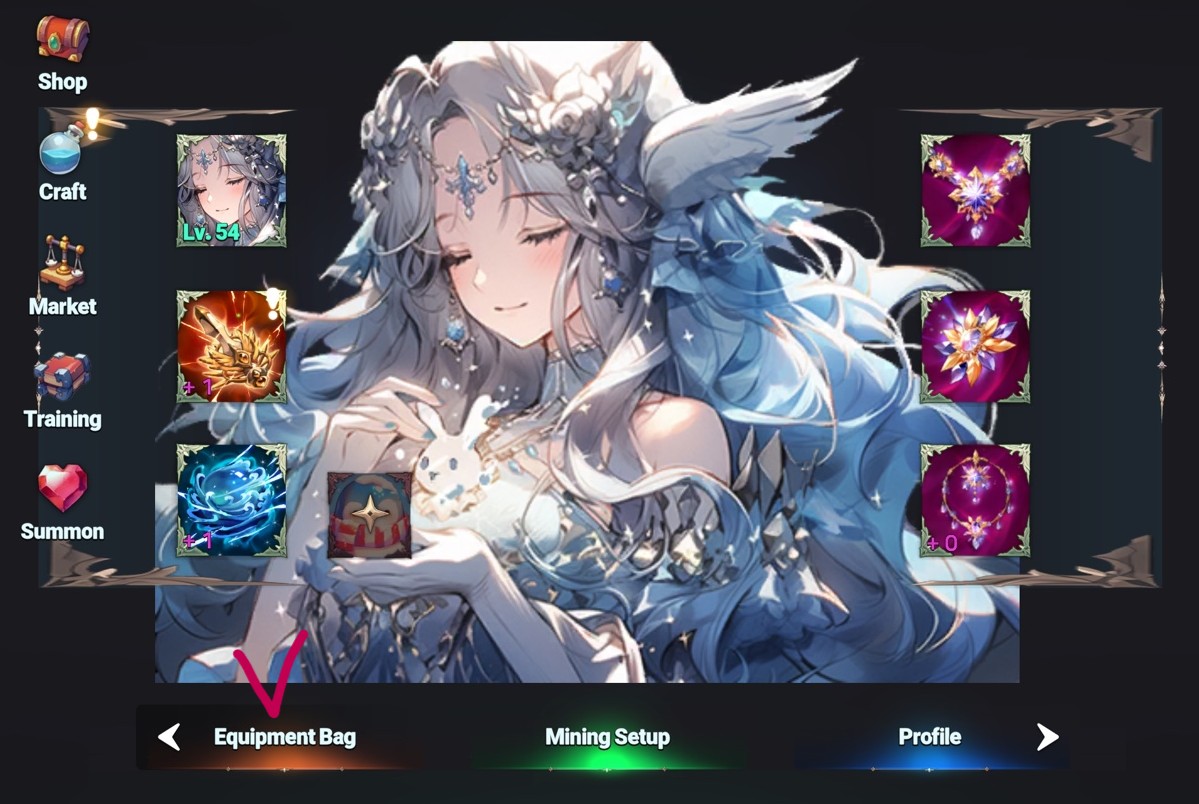 Shop
Craft
Market
Training
Summon
Lv. 54
+ 1
+ 1
+ 0
Equipment Bag
Mining Setup
Profile